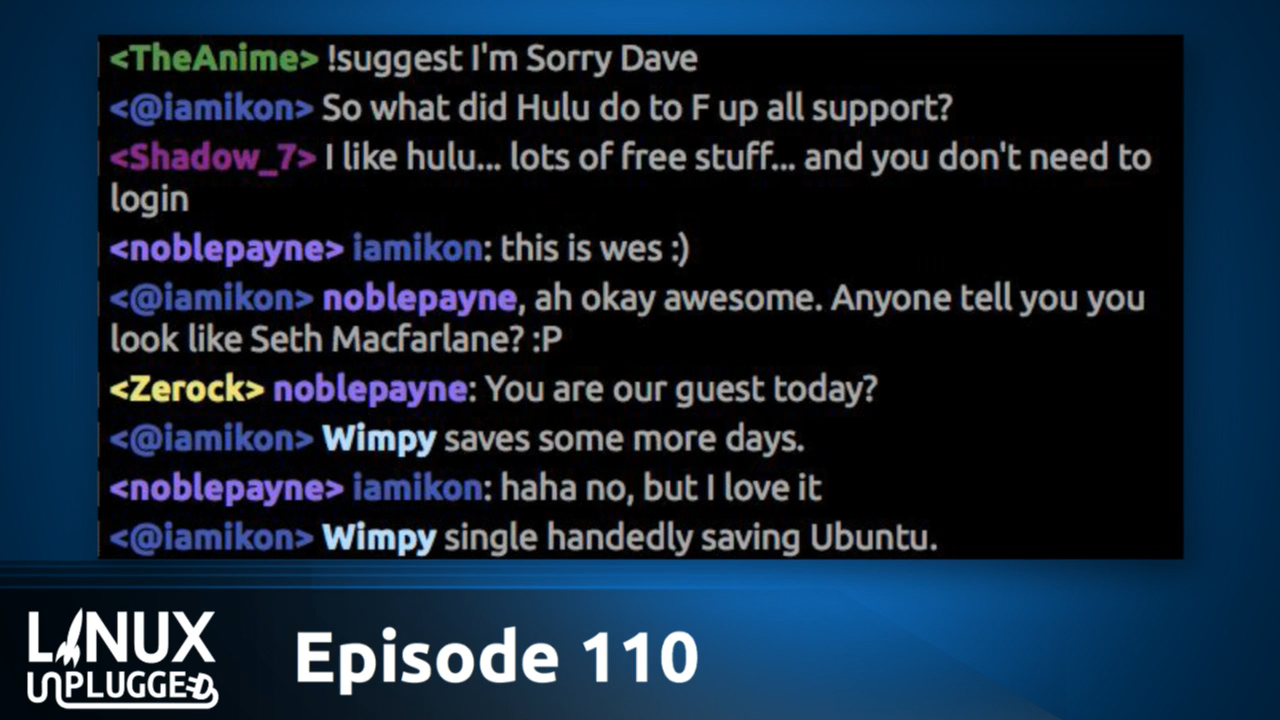 <TheAnime> !suggest I'm Sorry Dave
<@iamikon> So what did Hulu do to F up all support?
<Shadow_7> I like hulu... lots of free stuff... and you don't need to
login
<noblepayne> iamikon: this is wes :)
<@iamikon> noblepayne, ah okay awesome. Anyone tell you you
look like Seth Macfarlane? :P
<Zerock> noblepayne: You are our guest today?
<@iamikon> Wimpy saves some more days.
<noblepayne> iamikon: haha no, but I love it
<@iamikon> Wimpy single handedly saving Ubuntu.
LINUX
UNPLUGGED
Episode 110